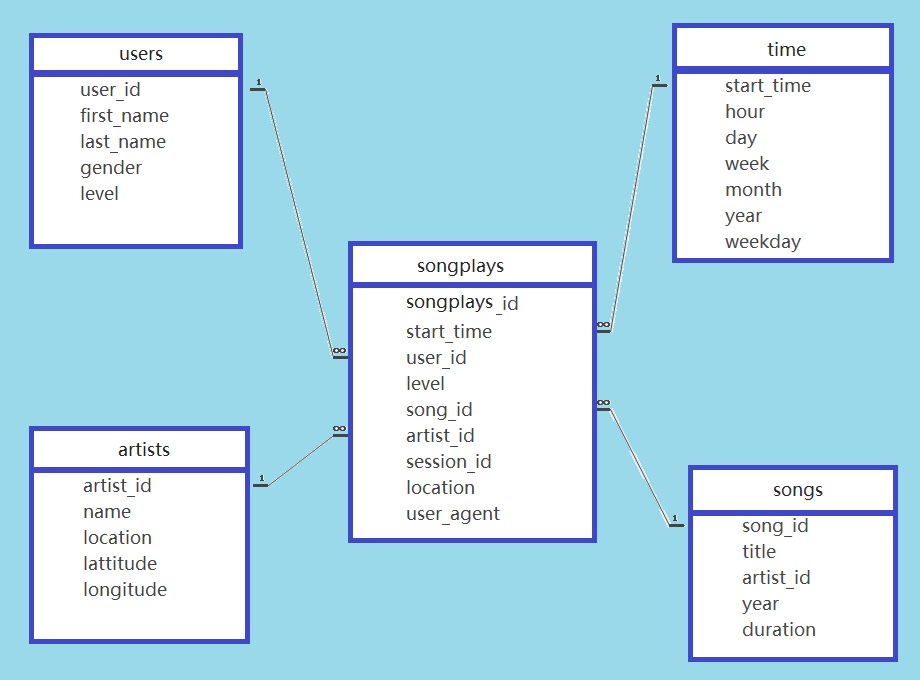 users
user_id
first_name
last_name
gender
level
1
time
start_time
hour
day
week
month
year
weekday
1
songplays
songplays_id
start_time
user_id
level
song_id
artist_id
session_id
location
user_agent
∞
∞
∞
∞
artists
artist_id
name
location
lattitude
longitude
1
songs
song_id
title
artist_id
year
duration
1